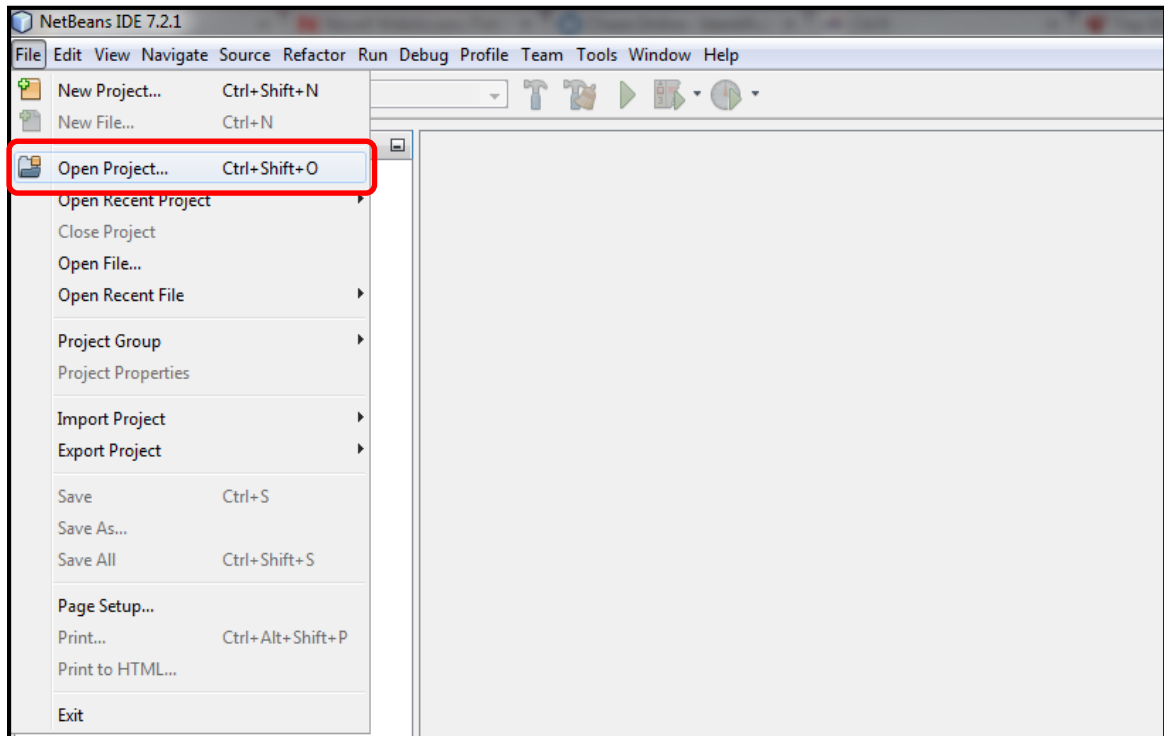 NetBeans IDE 7.2.1
File Edit View Navigate Source Refactor Run Debug Profile Team Tools Window Help
New Project... Ctrl+Shift+N
New File... Ctrl+N
Open Project... Ctrl+Shift+O
Open Recent Project
Close Project
Open File...
Open Recent File
Project Group
Project Properties
Import Project
Export Project
Save Ctrl+S
Save As...
Save All Ctrl+Shift+S
Page Setup...
Print... Ctrl+Alt+Shift+P
Print to HTML...
Exit